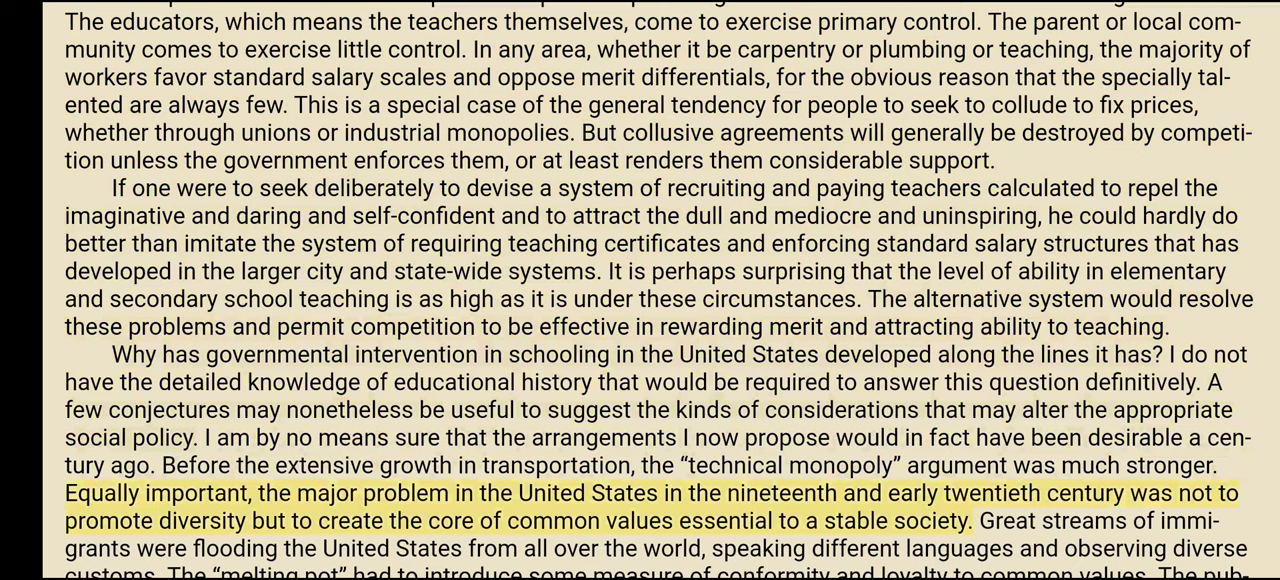 The educators, which means the teachers themselves, come to exercise primary control. The parent or local com-
munity comes to exercise little control. In any area, whether it be carpentry or plumbing or teaching, the majority of
workers favor standard salary scales and oppose merit differentials, for the obvious reason that the specially tal-
ented are always few. This is a special case of the general tendency for people to seek to collude to fix prices,
whether through unions or industrial monopolies. But collusive agreements will generally be destroyed by competi-
tion unless the government enforces them, or at least renders them considerable support.
If one were to seek deliberately to devise a system of recruiting and paying teachers calculated to repel the
imaginative and daring and self-confident and to attract the dull and mediocre and uninspiring, he could hardly do
better than imitate the system of requiring teaching certificates and enforcing standard salary structures that has
developed in the larger city and state-wide systems. It is perhaps surprising that the level of ability in elementary
and secondary school teaching is as high as it is under these circumstances. The alternative system would resolve
these problems and permit competition to be effective in rewarding merit and attracting ability to teaching.
Why has governmental intervention in schooling in the United States developed along the lines it has? I do not
have the detailed knowledge of educational history that would be required to answer this question definitively. A
few conjectures may nonetheless be useful to suggest the kinds of considerations that may alter the appropriate
social policy. I am by no means sure that the arrangements I now propose would in fact have been desirable a cen-
tury ago. Before the extensive growth in transportation, the “technical monopoly” argument was much stronger.
Equally important, the major problem in the United States in the nineteenth and early twentieth century was not to
promote diversity but to create the core of common values essential to a stable society. Great streams of immi-
grants were flooding the United States from all over the world, speaking different languages and observing diverse
customs. The “melting pot” had to introduce some measure of conformity and loyalty to common values. The pub-